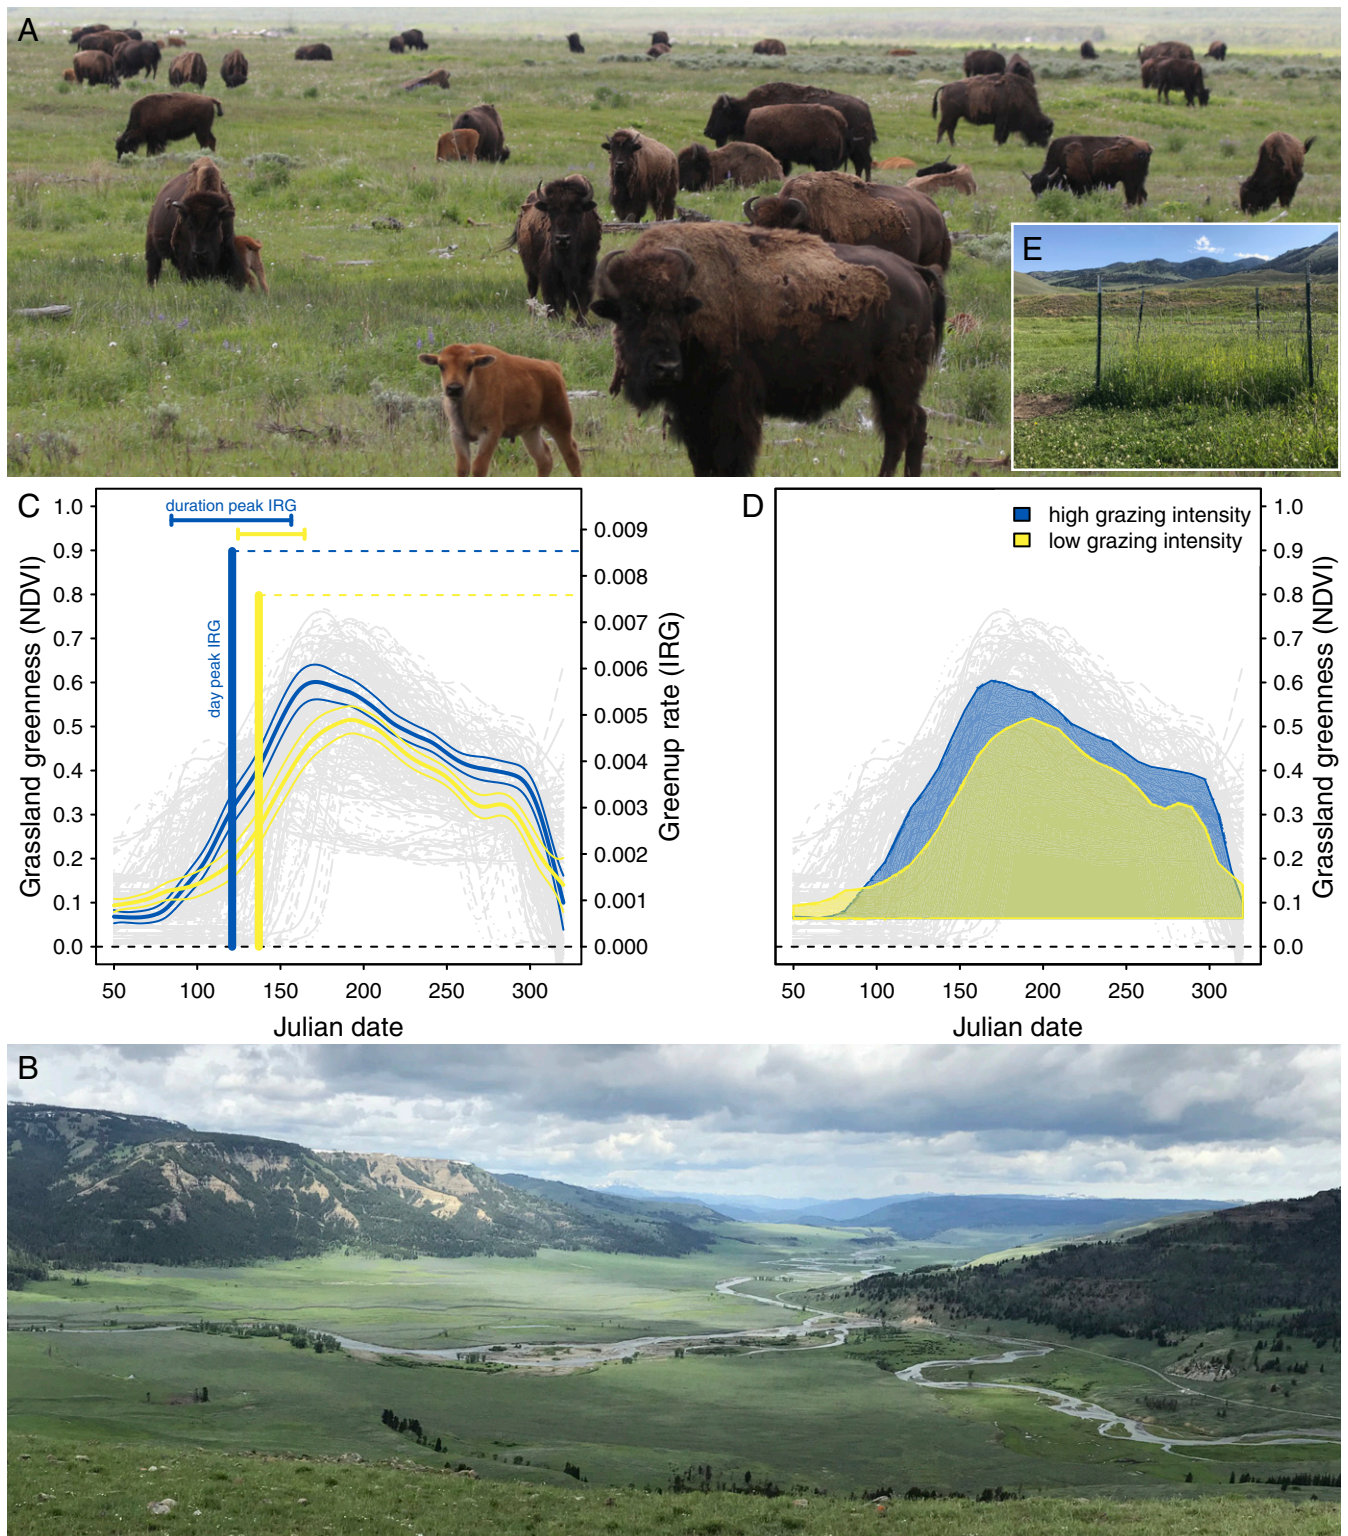 A
E
C
duration peak IRG
day peak IRG
Grassland greenness (NDVI)
1.0
0.9
0.8
0.7
0.6
0.5
0.4
0.3
0.2
0.1
0.0
0.009
0.008
0.007
0.006
0.005
0.004
0.003
0.002
0.001
0.000
Greenup rate (IRG)
50 100 150 200 250 300
Julian date
D
high grazing intensity
low grazing intensity
1.0
0.9
0.8
0.7
0.6
0.5
0.4
0.3
0.2
0.1
0.0
Grassland greenness (NDVI)
50 100 150 200 250 300
Julian date
B